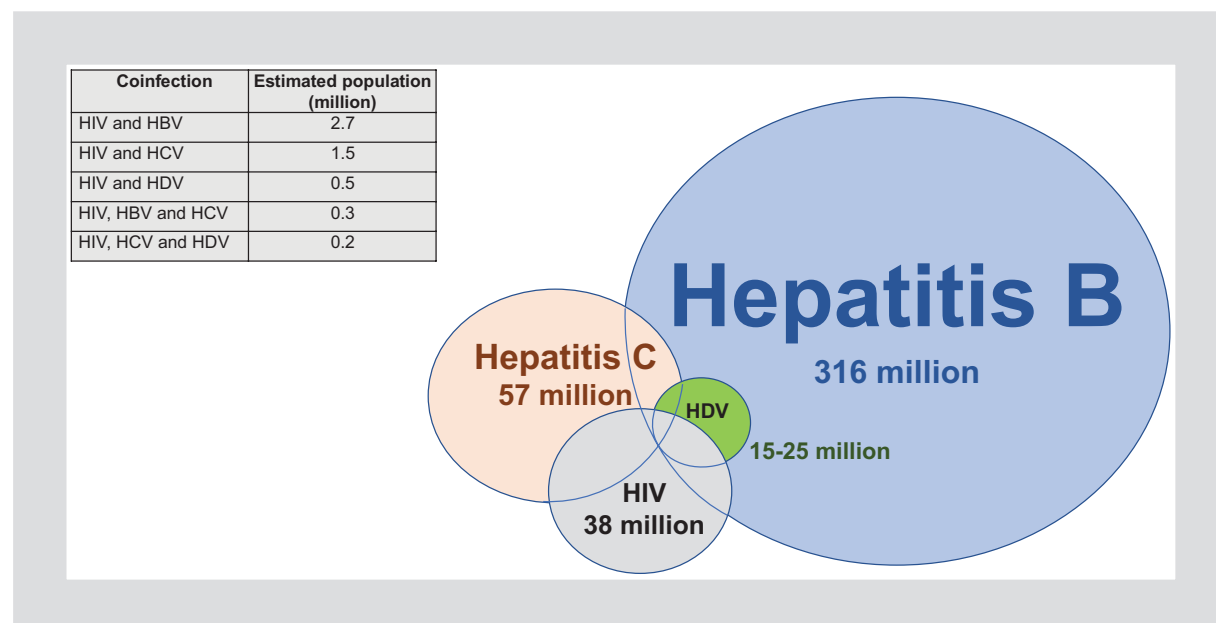 Coinfection Estimated population
(million)
HIV and HBV 2.7
HIV and HCV 1.5
HIV and HDV 0.5
HIV, HBV and HCV 0.3
HIV, HCV and HDV 0.2
Hepatitis B
316 million
Hepatitis C
57 million
HDV
15-25 million
HIV
38 million